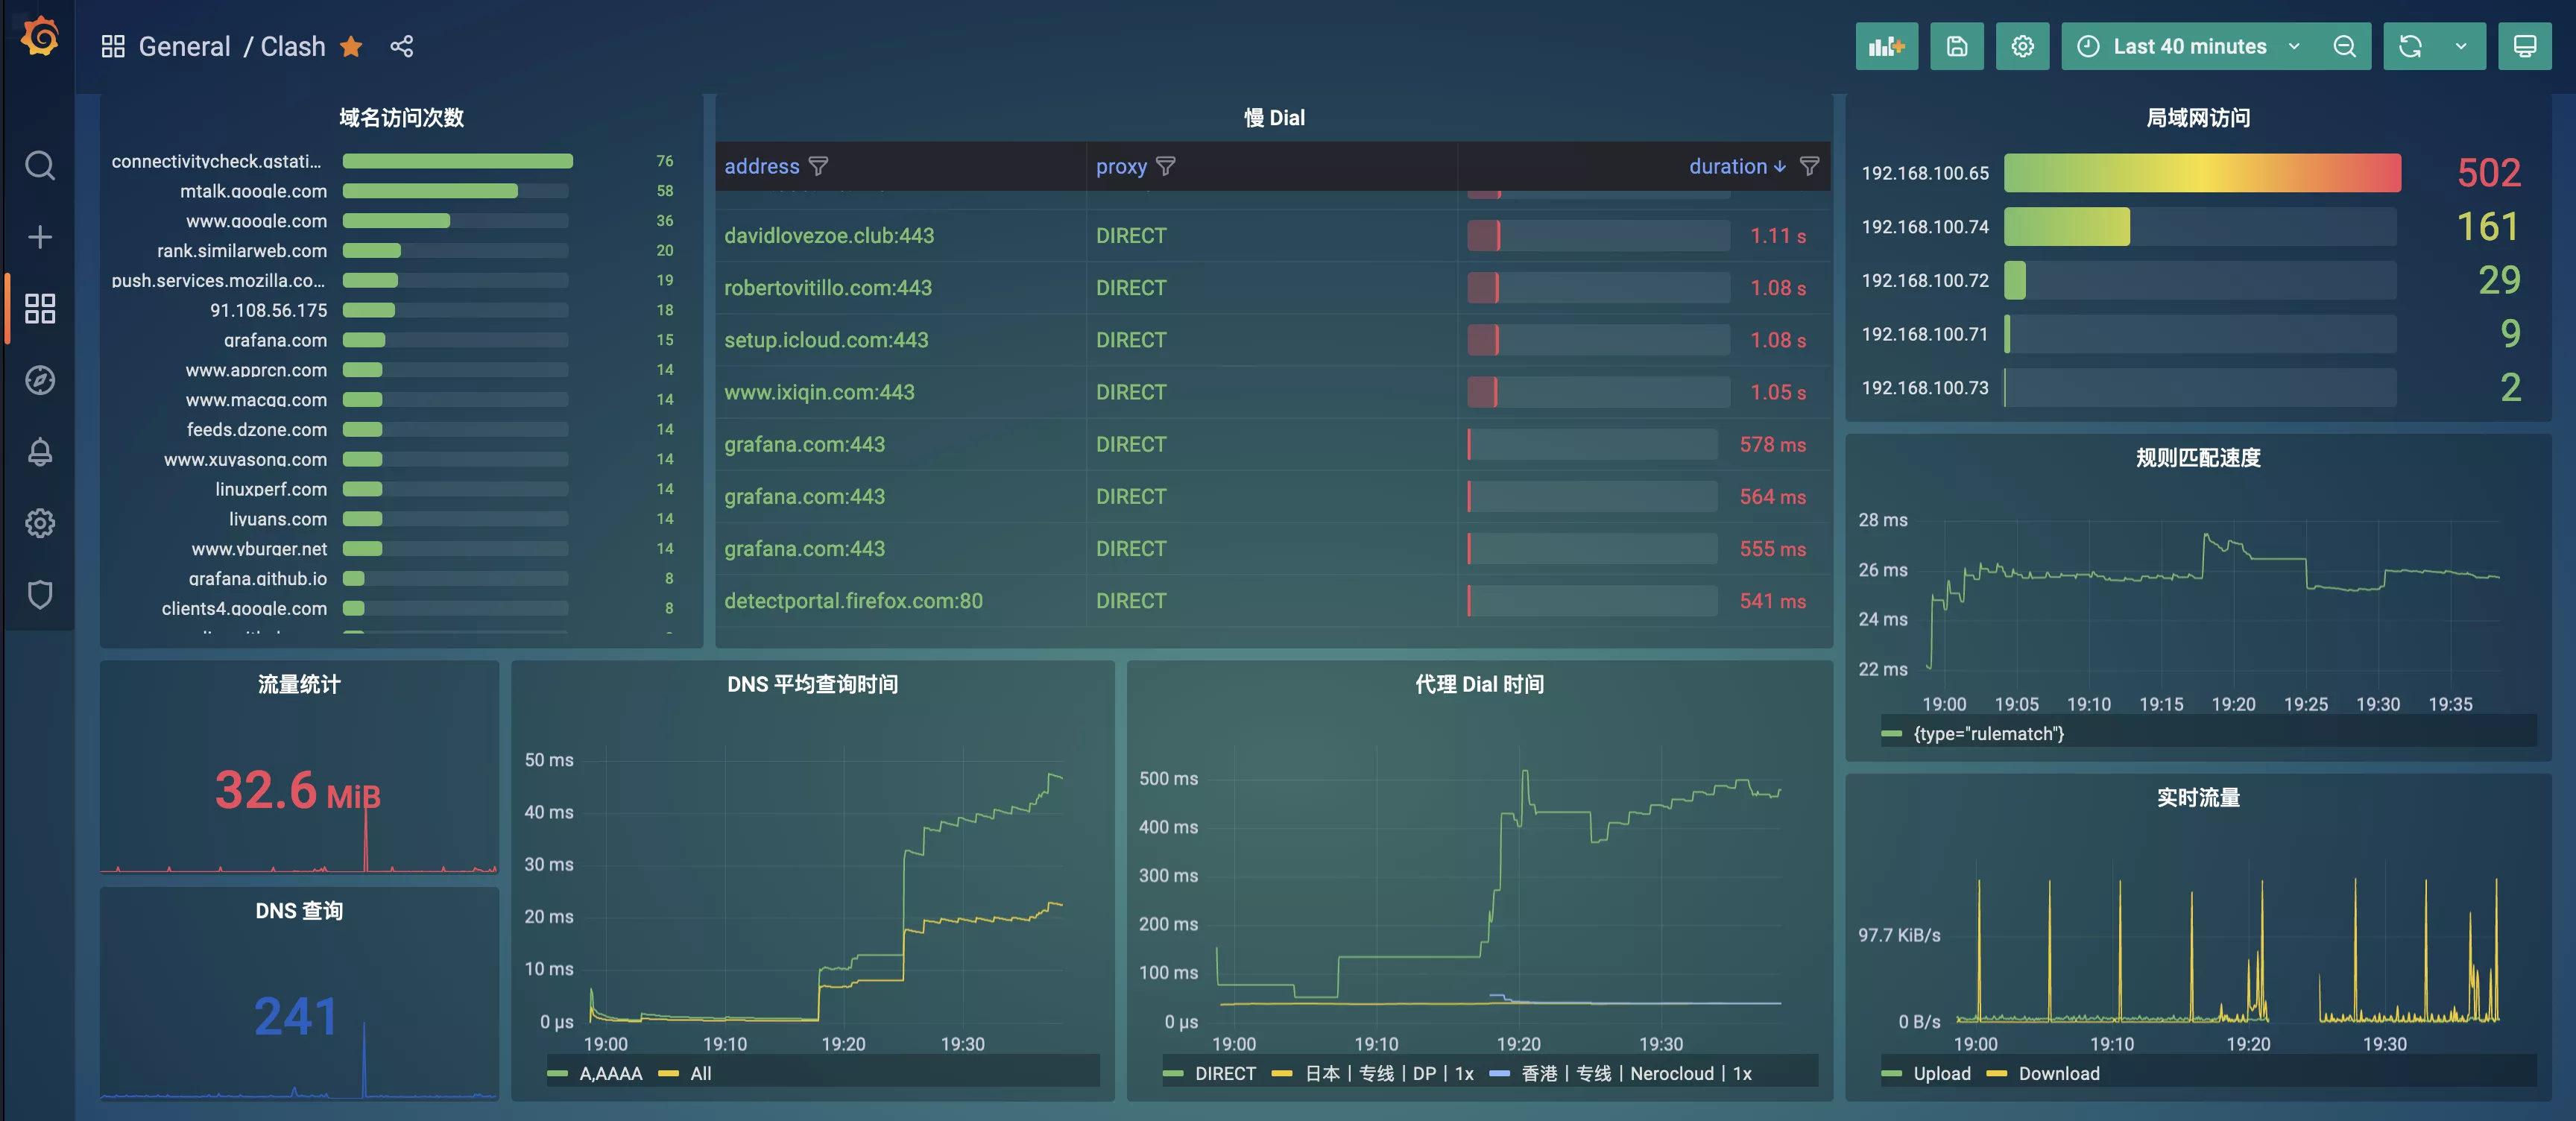 General / Clash
Last 40 minutes
域名访问次数
connectivitycheck.gstati... 76
mtalk.google.com 58
www.google.com 36
rank.similarweb.com 20
push.services.mozilla.co... 19
91.108.56.175 18
grafana.com 15
www.apprcn.com 14
www.macqq.com 14
feeds.dzone.com 14
www.xuyasong.com 14
linuxperf.com 14
liyuans.com 14
www.yburger.net 14
grafana.github.io 8
clients4.google.com 8
慢 Dial
address proxy duration
davidlovezoe.club:443 DIRECT 1.11 s
robertovitillo.com:443 DIRECT 1.08 s
setup.icloud.com:443 DIRECT 1.08 s
www.ixiqin.com:443 DIRECT 1.05 s
grafana.com:443 DIRECT 578 ms
grafana.com:443 DIRECT 564 ms
grafana.com:443 DIRECT 555 ms
detectportal.firefox.com:80 DIRECT 541 ms
局域网访问
192.168.100.65 502
192.168.100.74 161
192.168.100.72 29
192.168.100.71 9
192.168.100.73 2
规则匹配速度
28 ms
26 ms
24 ms
22 ms
19:00 19:05 19:10 19:15 19:20 19:25 19:30 19:35
{type="rulematch"}
流量统计
32.6 MiB
DNS 查询
241
DNS 平均查询时间
50 ms
40 ms
30 ms
20 ms
10 ms
0 µs
19:00 19:10 19:20 19:30
A,AAAA All
代理 Dial 时间
500 ms
400 ms
300 ms
200 ms
100 ms
0 µs
19:00 19:10 19:20 19:30
DIRECT 日本 | 专线 | DP | 1x 香港 | 专线 | Nerocloud | 1x
实时流量
97.7 KiB/s
0 B/s
19:00 19:10 19:20 19:30
Upload Download